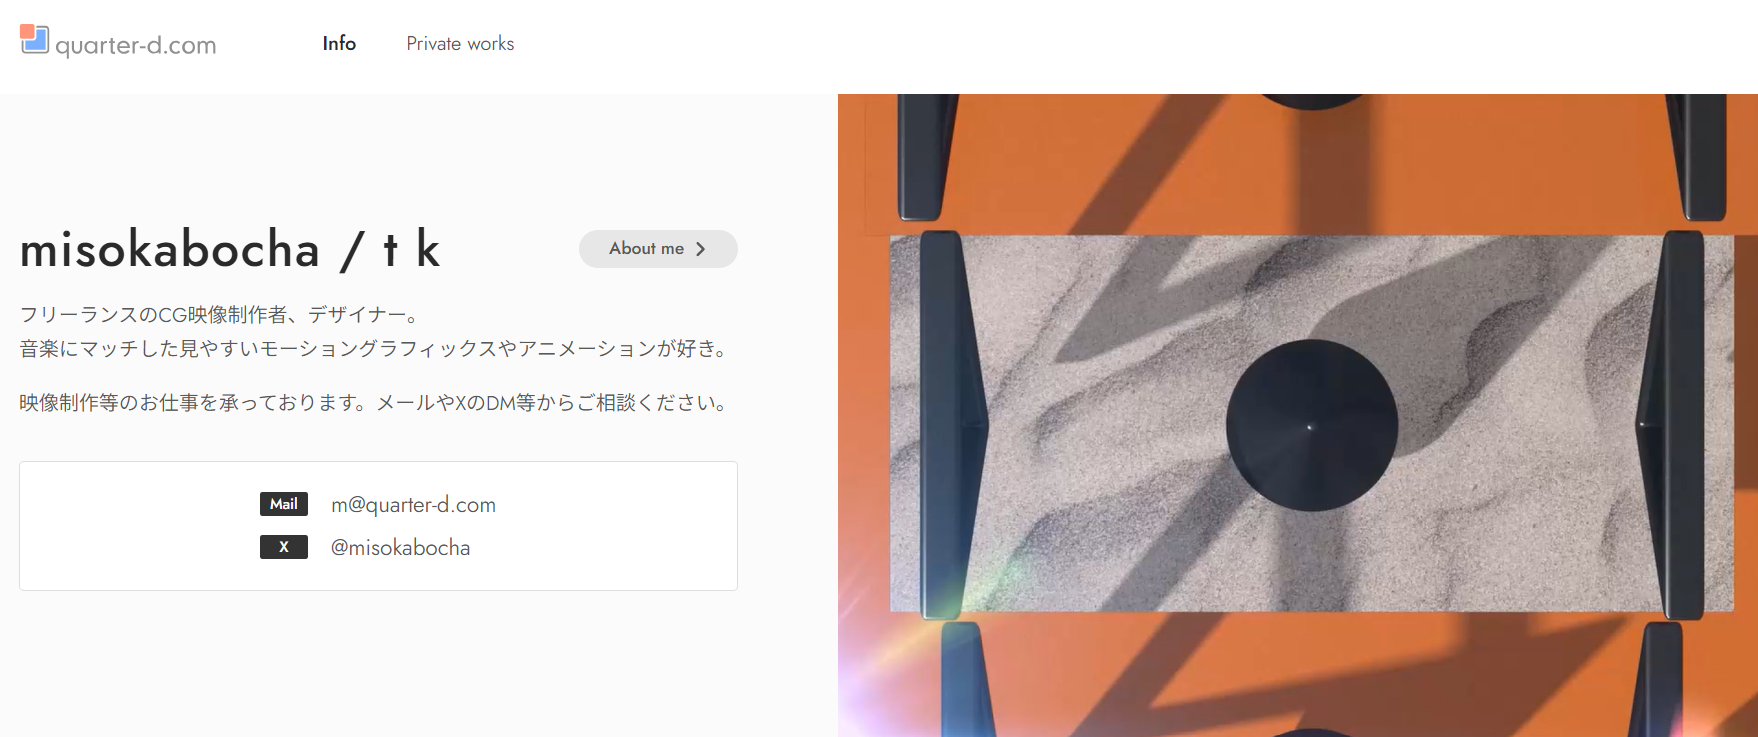 quarter-d.com
Info
Private works
misokabocha / t k
About me
フリーランスのCG映像制作者、デザイナー。
音楽にマッチした見やすいモーショングラフィックスやアニメーションが好き。
映像制作等のお仕事を承っております。メールやXのDM等からご相談ください。
Mail m@quarter-d.com
X @misokabocha